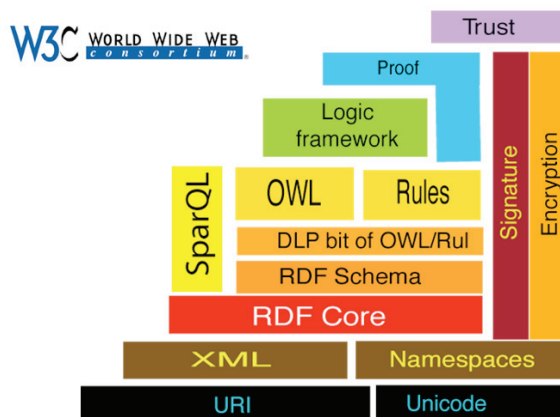 W3C WORLD WIDE WEB
consortium®
Trust
Proof
Logic
framework
SparQL
OWL
Rules
Signature
Encryption
DLP bit of OWL/Rul
RDF Schema
RDF Core
XML
Namespaces
URI
Unicode